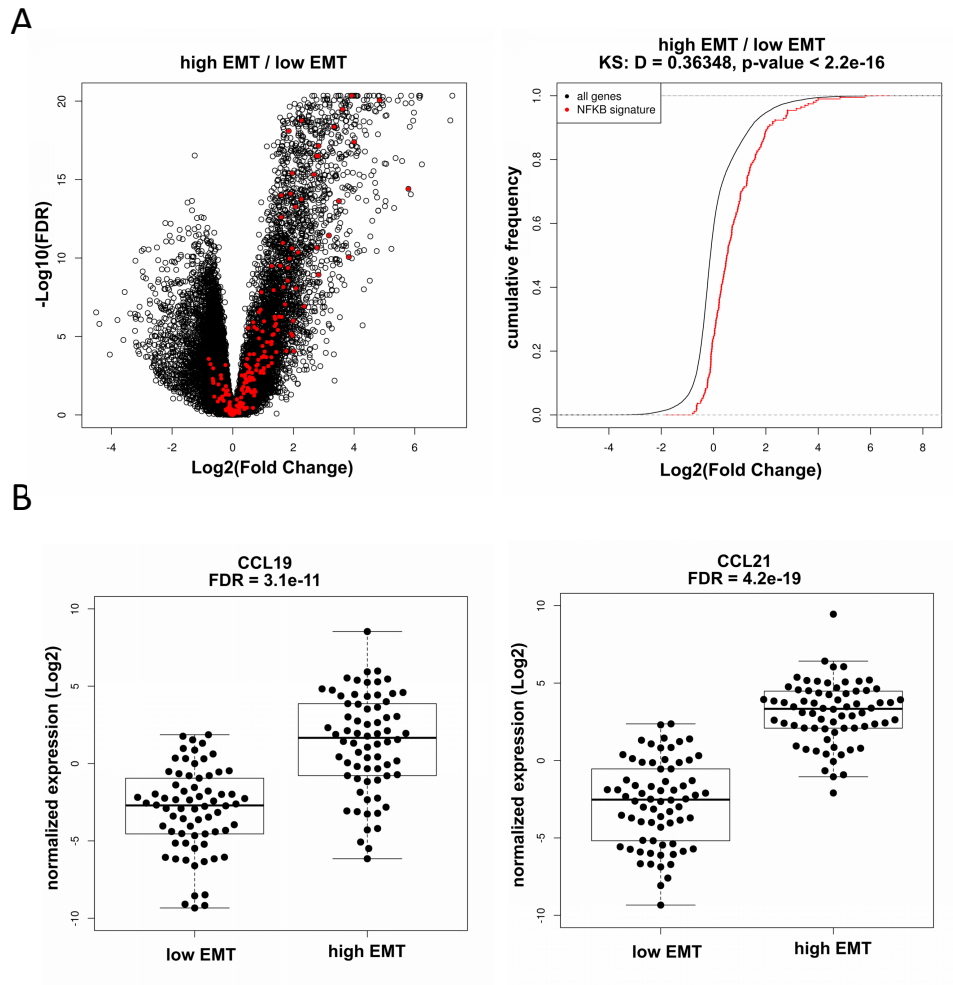 A
high EMT / low EMT
-Log10(FDR)
20
15
10
5
0
-4
-2
0
2
4
6
Log2(Fold Change)
high EMT / low EMT
KS: D = 0.36348, p-value < 2.2e-16
all genes
NFKB signature
cumulative frequency
1.0
0.8
0.6
0.4
0.2
0.0
-4
-2
0
2
4
6
8
Log2(Fold Change)
B
CCL19
FDR = 3.1e-11
normalized expression (Log2)
10
5
0
-5
-10
low EMT
high EMT
CCL21
FDR = 4.2e-19
normalized expression (Log2)
10
5
0
-5
-10
low EMT
high EMT